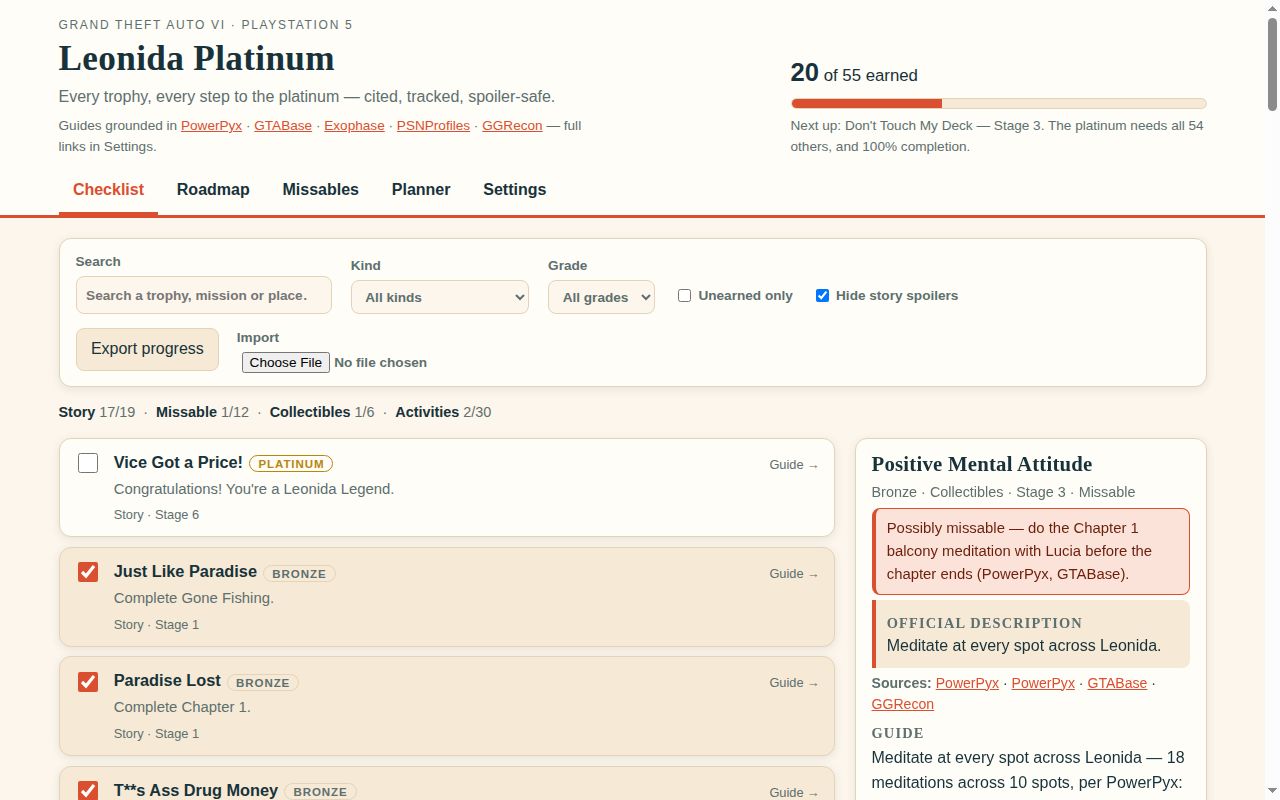 GRAND THEFT AUTO VI · PLAYSTATION 5
Leonida Platinum
Every trophy, every step to the platinum — cited, tracked, spoiler-safe.
Guides grounded in PowerPyx · GTABase · Exophase · PSNProfiles · GGRecon — full
links in Settings.
20 of 55 earned
Next up: Don't Touch My Deck — Stage 3. The platinum needs all 54
others, and 100% completion.
Checklist Roadmap Missables Planner Settings
Search
Search a trophy, mission or place.
Kind
All kinds
Grade
All grades
Unearned only
Hide story spoilers
Export progress
Import
Choose File No file chosen
Story 17/19 · Missable 1/12 · Collectibles 1/6 · Activities 2/30
Vice Got a Price! PLATINUM
Guide →
Congratulations! You're a Leonida Legend.
Story · Stage 6
Just Like Paradise BRONZE
Guide →
Complete Gone Fishing.
Story · Stage 1
Paradise Lost BRONZE
Guide →
Complete Chapter 1.
Story · Stage 1
T**s Ass Drug Money BRONZE
Guide →
Positive Mental Attitude
Bronze · Collectibles · Stage 3 · Missable
Possibly missable — do the Chapter 1
balcony meditation with Lucia before the
chapter ends (PowerPyx, GTABase).
OFFICIAL DESCRIPTION
Meditate at every spot across Leonida.
Sources: PowerPyx · PowerPyx · GTABase ·
GGRecon
GUIDE
Meditate at every spot across Leonida — 18
meditations across 10 spots, per PowerPyx: